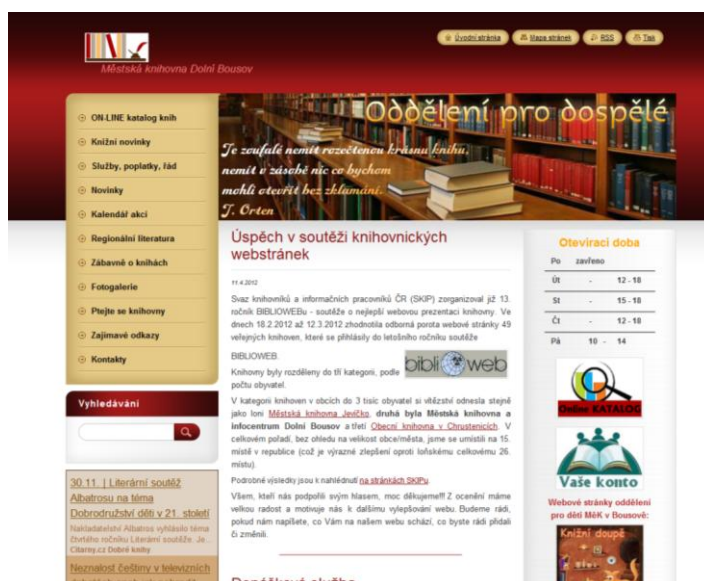 Úvodní stránka
Mapa stránek
RSS
Tisk
Městská knihovna Dolní Bousov
ON-LINE katalog knih
Knižní novinky
Služby, poplatky, řád
Novinky
Kalendář akcí
Regionální literatura
Zábavně o knihách
Fotogalerie
Ptejte se knihovny
Zajímavé odkazy
Kontakty
Vyhledávání
30.11. | Literární soutěž
Albatrosu na téma
Dobrodružství dětí v 21. století
Nakladatelství Albatros vyhlásilo téma
čtvrtého ročníku Literární soutěže. Je...
Citarny.cz Dobré knihy
Neznalost češtiny v televizních
Oddělení pro dospělé
Je zoufalé nemít rozečtenou krásnu knihu,
nemít v zásobě nic co bychom
mohli otevřít bez zklamání.
J. Orten
Úspěch v soutěži knihovnických
webstránek
11.4.2012
Svaz knihovníků a informačních pracovníků ČR (SKIP) zorganizoval již 13.
ročník BIBLIOWEBu - soutěže o nejlepší webovou prezentaci knihovny. Ve
dnech 18.2.2012 až 12.3.2012 zhodnotila odborná porota webové stránky 49
veřejných knihoven, které se přihlásily do letošního ročníku soutěže
BIBLIOWEB.
biblioweb
Knihovny byly rozděleny do tří kategorií, podle
počtu obyvatel.
V kategorii knihoven v obcích do 3 tisíc obyvatel si vítězství odnesla stejně
jako loni Městská knihovna Jevíčko, druhá byla Městská knihovna a
infocentrum Dolní Bousov a třetí Obecní knihovna v Chrustenicích. V
celkovém pořadí, bez ohledu na velikost obce/města, jsme se umístili na 15.
místě v republice (což je výrazné zlepšení oproti loňskému celkovému 26.
místu).
Podrobné výsledky jsou k nahlédnutí na stránkách SKIPu.
Všem, kteří nás podpořili svým hlasem, moc děkujeme!!! Z ocenění máme
velkou radost a motivuje nás k dalšímu vylepšování webu. Budeme rádi,
pokud nám napíšete, co Vám na našem webu schází, co byste rádi přidali
či změnili.
Donášková služba
Otevírací doba
Po zavřeno
Út - 12 - 18
St - 15 - 18
Čt - 12 - 18
Pá 10 - 14
Online KATALOG
Vaše konto
Webové stránky oddělení
pro děti MěK v Bousově:
Knižní doupě